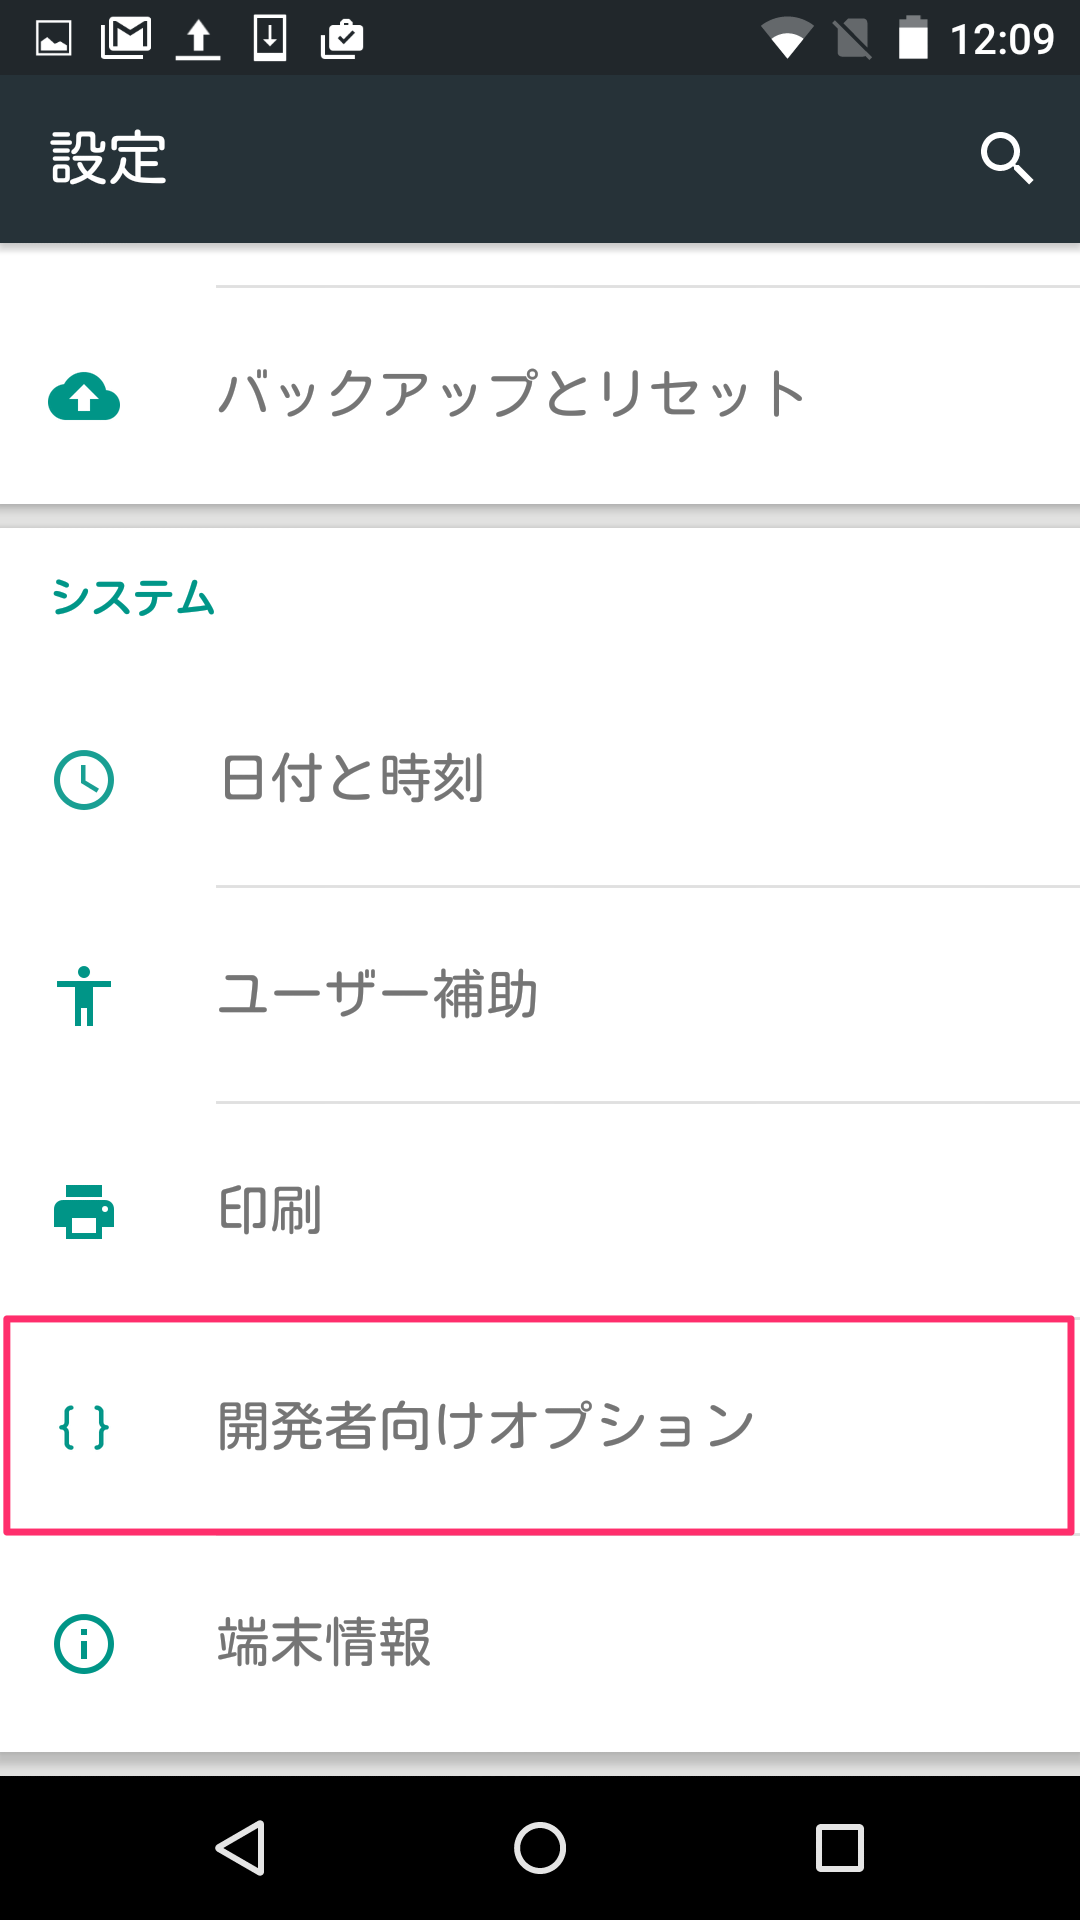 12:09
設定
バックアップとリセット
システム
日付と時刻
ユーザー補助
印刷
{ } 開発者向けオプション
端末情報